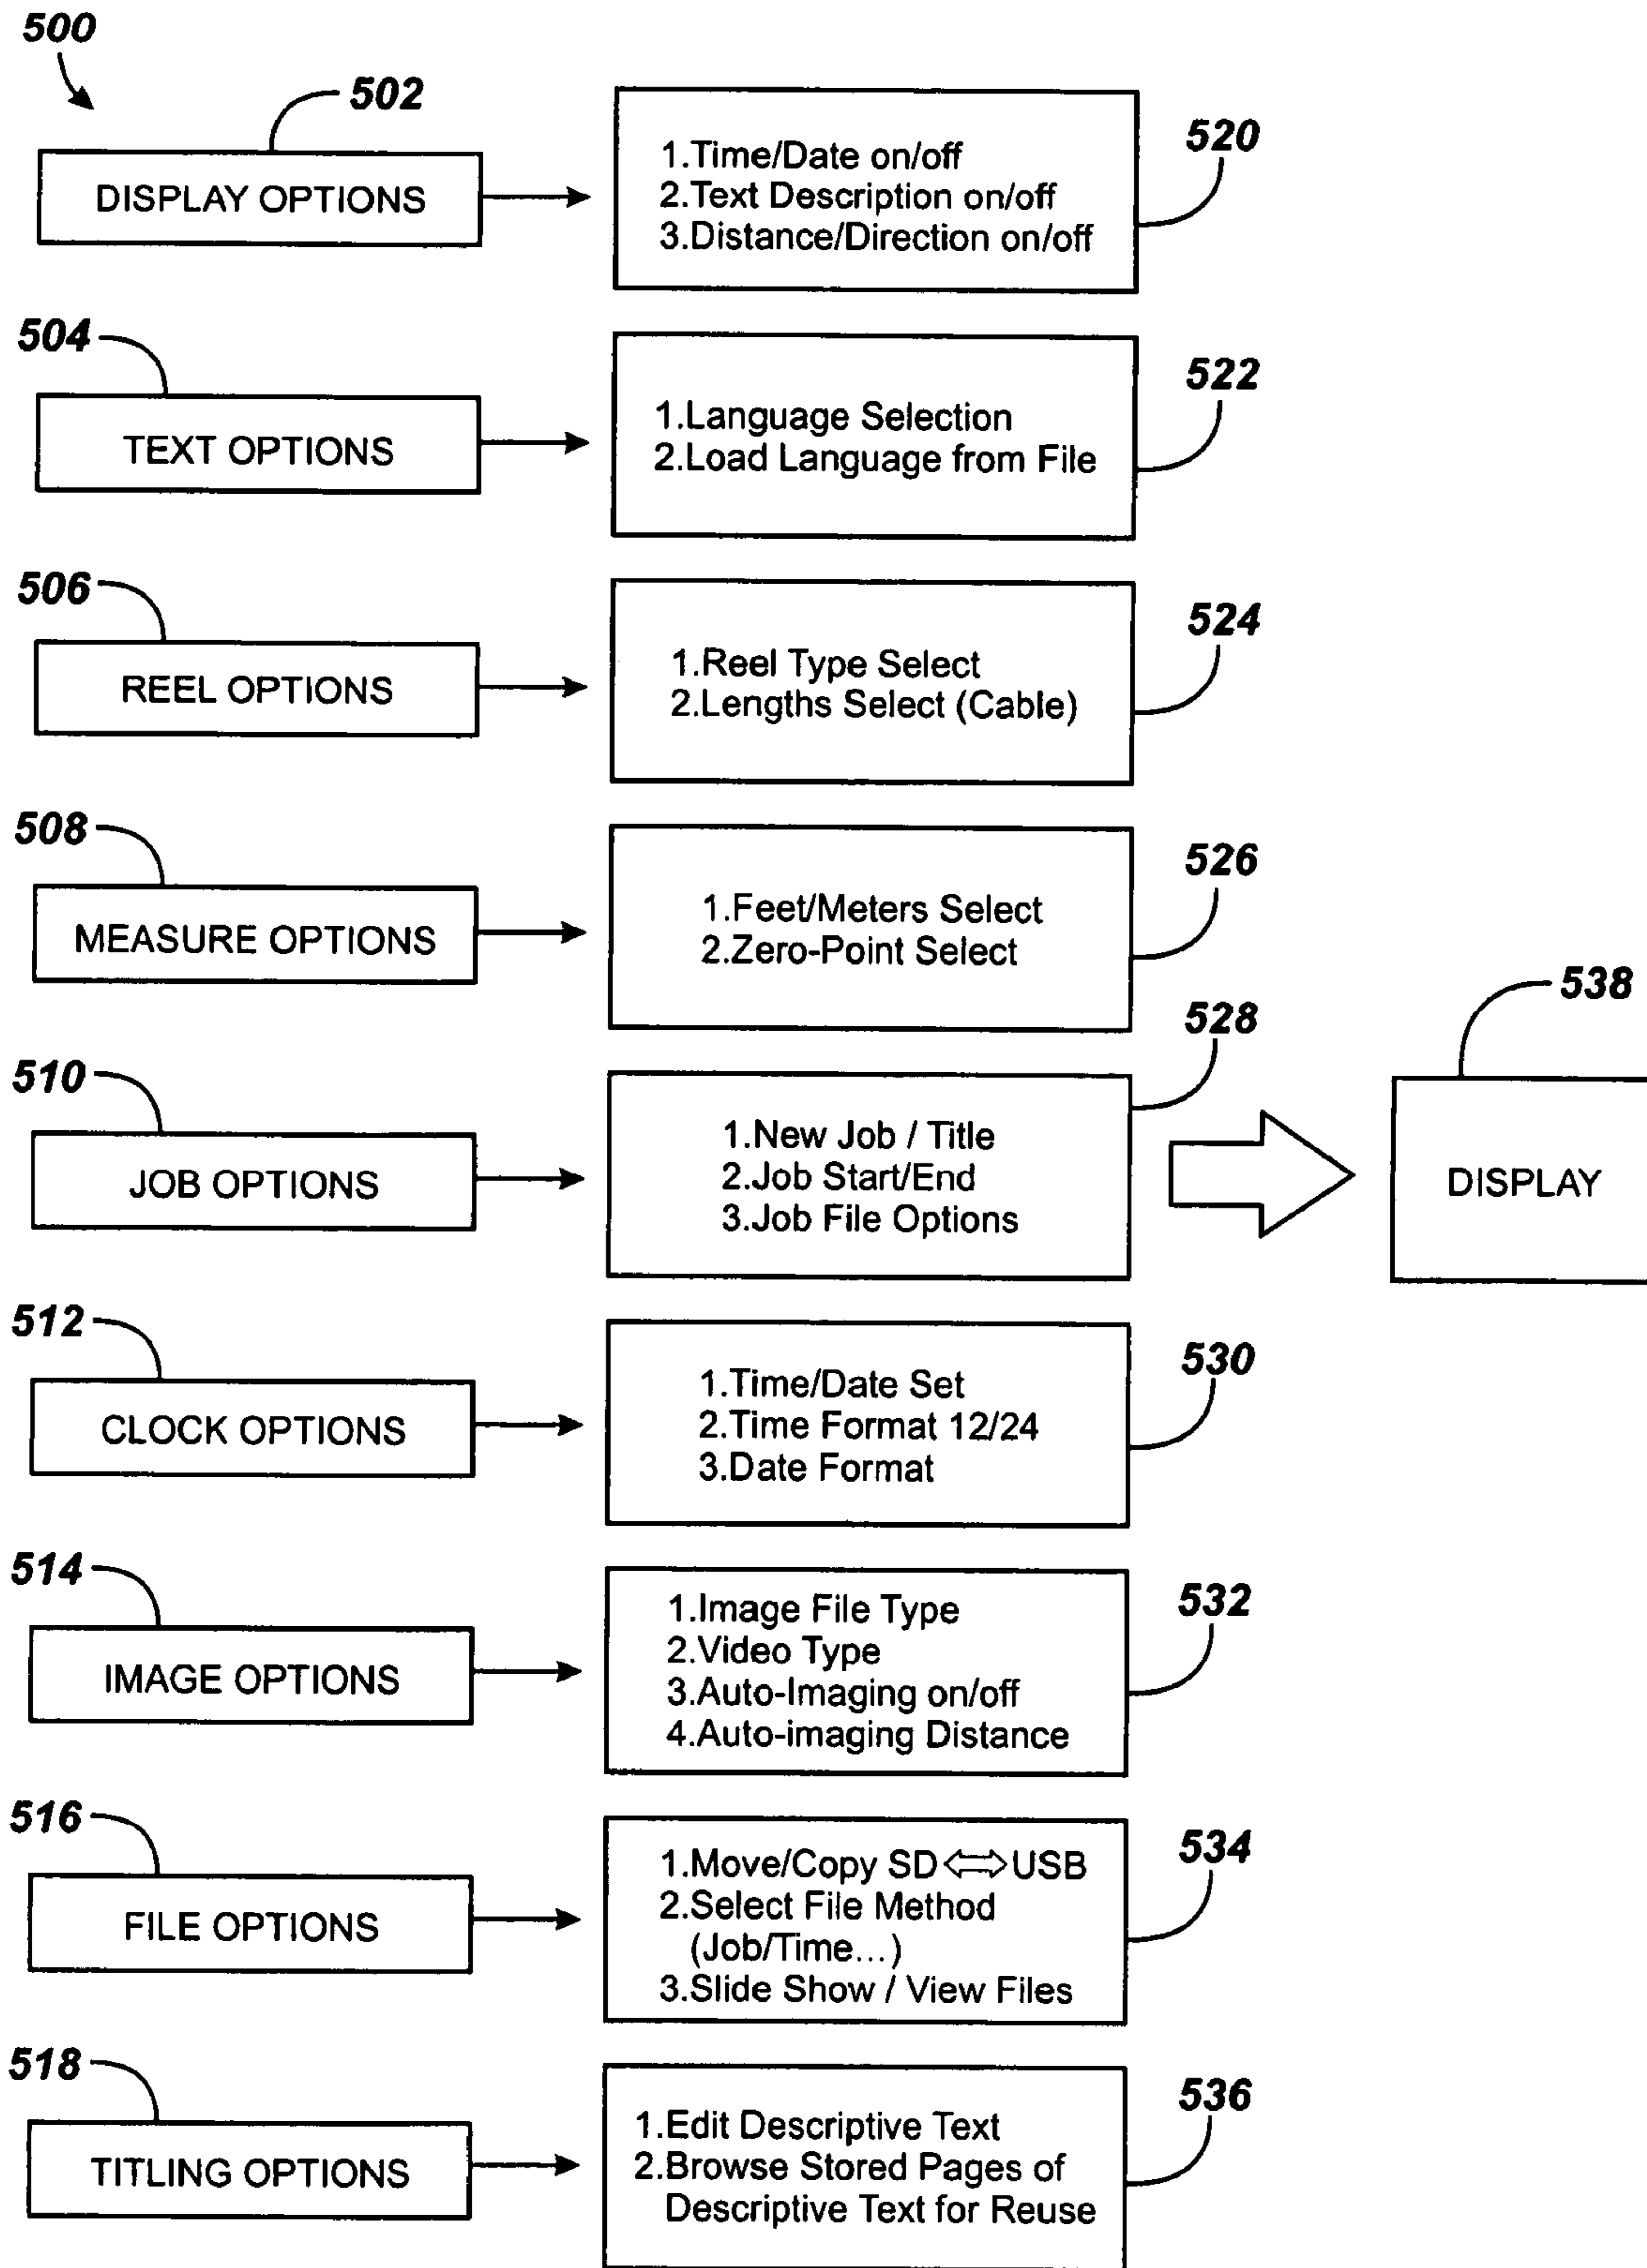 500
502
DISPLAY OPTIONS
1.Time/Date on/off
2.Text Description on/off
3.Distance/Direction on/off
520
504
TEXT OPTIONS
1.Language Selection
2.Load Language from File
522
506
REEL OPTIONS
1.Reel Type Select
2.Lengths Select (Cable)
524
508
MEASURE OPTIONS
1.Feet/Meters Select
2.Zero-Point Select
526
510
JOB OPTIONS
1.New Job / Title
2.Job Start/End
3.Job File Options
528
538
DISPLAY
512
CLOCK OPTIONS
1.Time/Date Set
2.Time Format 12/24
3.Date Format
530
514
IMAGE OPTIONS
1.Image File Type
2.Video Type
3.Auto-Imaging on/off
4.Auto-imaging Distance
532
516
FILE OPTIONS
1.Move/Copy SD⇔USB
2.Select File Method
(Job/Time...)
3.Slide Show / View Files
534
518
TITLING OPTIONS
1.Edit Descriptive Text
2.Browse Stored Pages of
Descriptive Text for Reuse
536